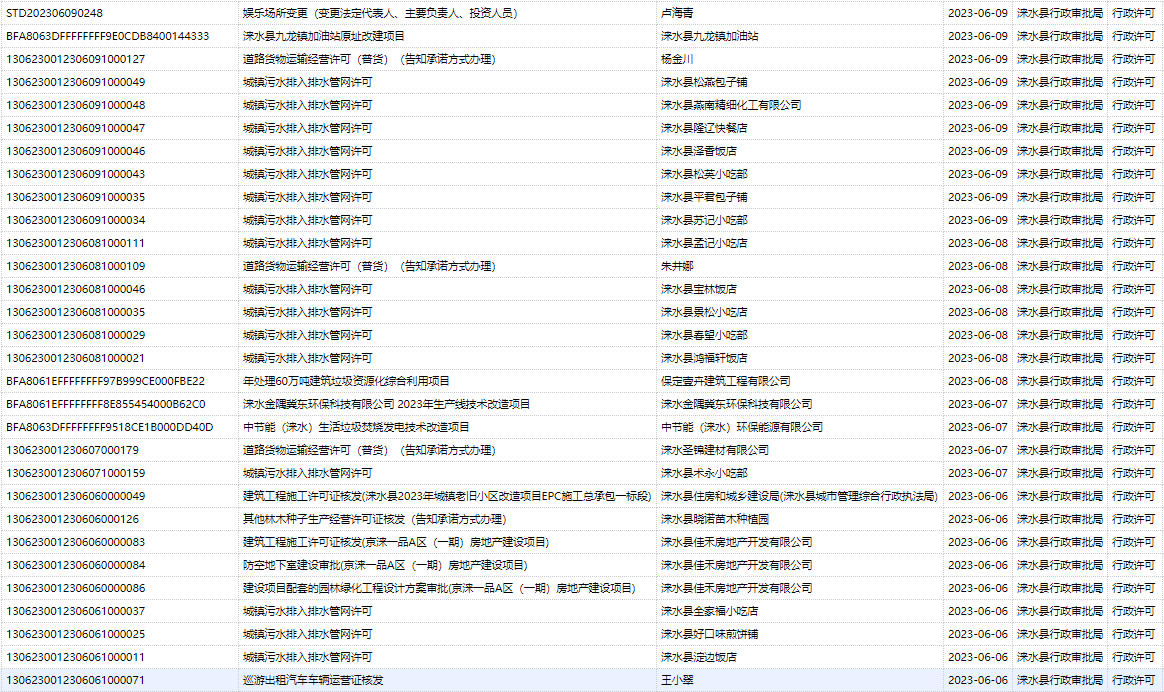 STD202306090248 娱乐场所变更（变更法定代表人、主要负责人、投资人员） 卢海青 2023-06-09 涞水县行政审批局 行政许可
BFA8063DFFFFFFFF9E0CDB8400144333 涞水县九龙镇加油站原址改建项目 涞水县九龙镇加油站 2023-06-09 涞水县行政审批局 行政许可
1306230012306091000127 道路货物运输经营许可（普货）（告知承诺方式办理） 杨金川 2023-06-09 涞水县行政审批局 行政许可
1306230012306091000049 城镇污水排入排水管网许可 涞水县松燕包子铺 2023-06-09 涞水县行政审批局 行政许可
1306230012306091000048 城镇污水排入排水管网许可 涞水县燕南精细化工有限公司 2023-06-09 涞水县行政审批局 行政许可
1306230012306091000047 城镇污水排入排水管网许可 涞水县隆辽快餐店 2023-06-09 涞水县行政审批局 行政许可
1306230012306091000046 城镇污水排入排水管网许可 涞水县泽香饭店 2023-06-09 涞水县行政审批局 行政许可
1306230012306091000043 城镇污水排入排水管网许可 涞水县松英小吃部 2023-06-09 涞水县行政审批局 行政许可
1306230012306091000035 城镇污水排入排水管网许可 涞水县平君包子铺 2023-06-09 涞水县行政审批局 行政许可
1306230012306091000034 城镇污水排入排水管网许可 涞水县苏记小吃部 2023-06-09 涞水县行政审批局 行政许可
1306230012306081000111 城镇污水排入排水管网许可 涞水县孟记小吃店 2023-06-08 涞水县行政审批局 行政许可
1306230012306081000109 道路货物运输经营许可（普货）（告知承诺方式办理） 朱井娜 2023-06-08 涞水县行政审批局 行政许可
1306230012306081000046 城镇污水排入排水管网许可 涞水县宝林饭店 2023-06-08 涞水县行政审批局 行政许可
1306230012306081000035 城镇污水排入排水管网许可 涞水县景松小吃店 2023-06-08 涞水县行政审批局 行政许可
1306230012306081000029 城镇污水排入排水管网许可 涞水县春望小吃部 2023-06-08 涞水县行政审批局 行政许可
1306230012306081000021 城镇污水排入排水管网许可 涞水县鸿福轩饭店 2023-06-08 涞水县行政审批局 行政许可
BFA8061EFFFFFFFF97B999CE000FBE22 年处理60万吨建筑垃圾资源化综合利用项目 保定壹卉建筑工程有限公司 2023-06-08 涞水县行政审批局 行政许可
BFA8061EFFFFFFFF8E855454000B62C0 涞水金隅冀东环保科技有限公司 2023年生产线技术改造项目 涞水金隅冀东环保科技有限公司 2023-06-07 涞水县行政审批局 行政许可
BFA8063DFFFFFFFF9518CE1B000DD40D 中节能（涞水）生活垃圾焚烧发电技术改造项目 中节能（涞水）环保能源有限公司 2023-06-07 涞水县行政审批局 行政许可
130623001230607000179 道路货物运输经营许可（普货）（告知承诺方式办理） 涞水圣锦建材有限公司 2023-06-07 涞水县行政审批局 行政许可
1306230012306071000159 城镇污水排入排水管网许可 涞水县术永小吃部 2023-06-07 涞水县行政审批局 行政许可
1306230012306060000049 建筑工程施工许可证核发(涞水县2023年城镇老旧小区改造项目EPC施工总承包一标段) 涞水县住房和城乡建设局(涞水县城市管理综合行政执法局) 2023-06-06 涞水县行政审批局 行政许可
130623001230606000126 其他林木种子生产经营许可证核发（告知承诺方式办理） 涞水县晓诺苗木种植园 2023-06-06 涞水县行政审批局 行政许可
1306230012306060000083 建筑工程施工许可证核发(京涞一品A区（一期）房地产建设项目) 涞水县佳禾房地产开发有限公司 2023-06-06 涞水县行政审批局 行政许可
1306230012306060000084 防空地下室建设审批(京涞一品A区（一期）房地产建设项目) 涞水县佳禾房地产开发有限公司 2023-06-06 涞水县行政审批局 行政许可
1306230012306060000086 建设项目配套的园林绿化工程设计方案审批(京涞一品A区（一期）房地产建设项目) 涞水县佳禾房地产开发有限公司 2023-06-06 涞水县行政审批局 行政许可
1306230012306061000037 城镇污水排入排水管网许可 涞水县全家福小吃店 2023-06-06 涞水县行政审批局 行政许可
1306230012306061000025 城镇污水排入排水管网许可 涞水县好口味煎饼铺 2023-06-06 涞水县行政审批局 行政许可
1306230012306061000011 城镇污水排入排水管网许可 涞水县淀边饭店 2023-06-06 涞水县行政审批局 行政许可
1306230012306061000071 巡游出租汽车车辆运营证核发 王小翠 2023-06-06 涞水县行政审批局 行政许可